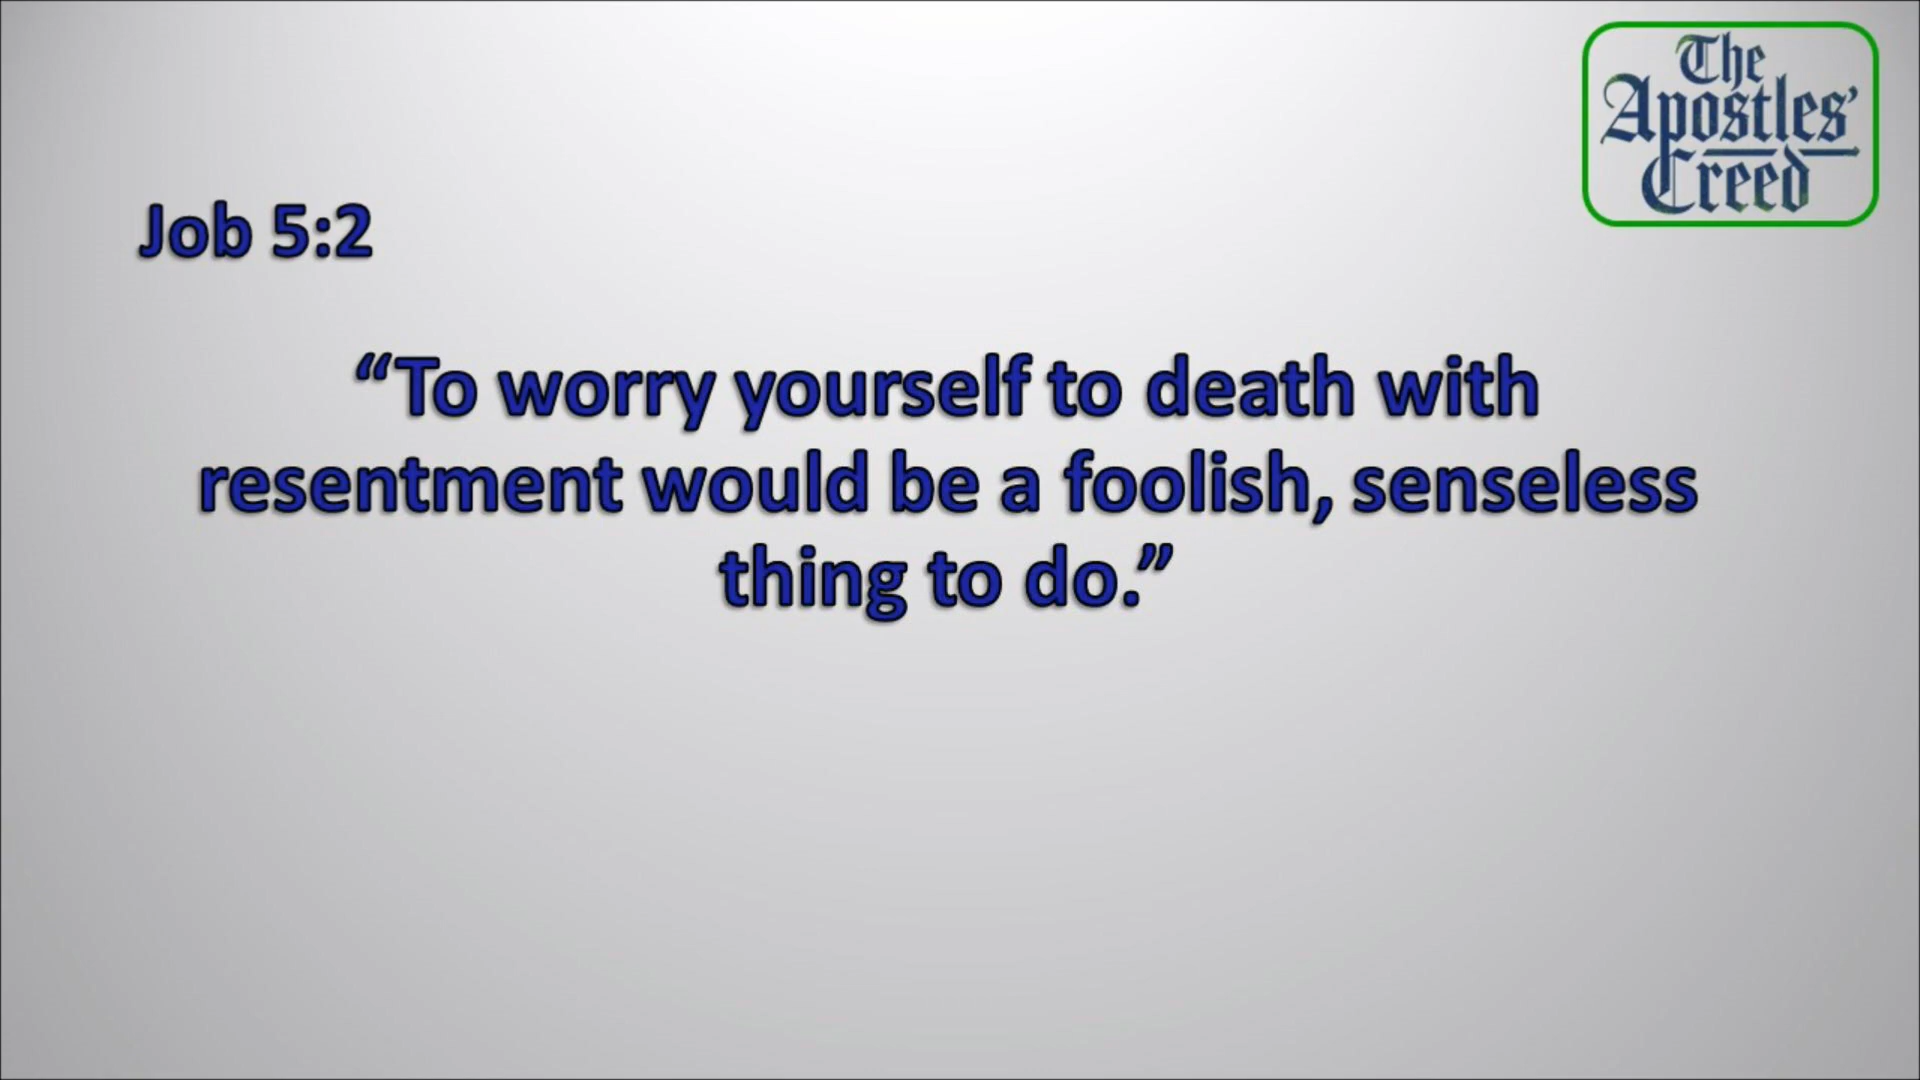 The
Apostles’
Creed
Job 5:2
“To worry yourself to death with
resentment would be a foolish, senseless
thing to do.”